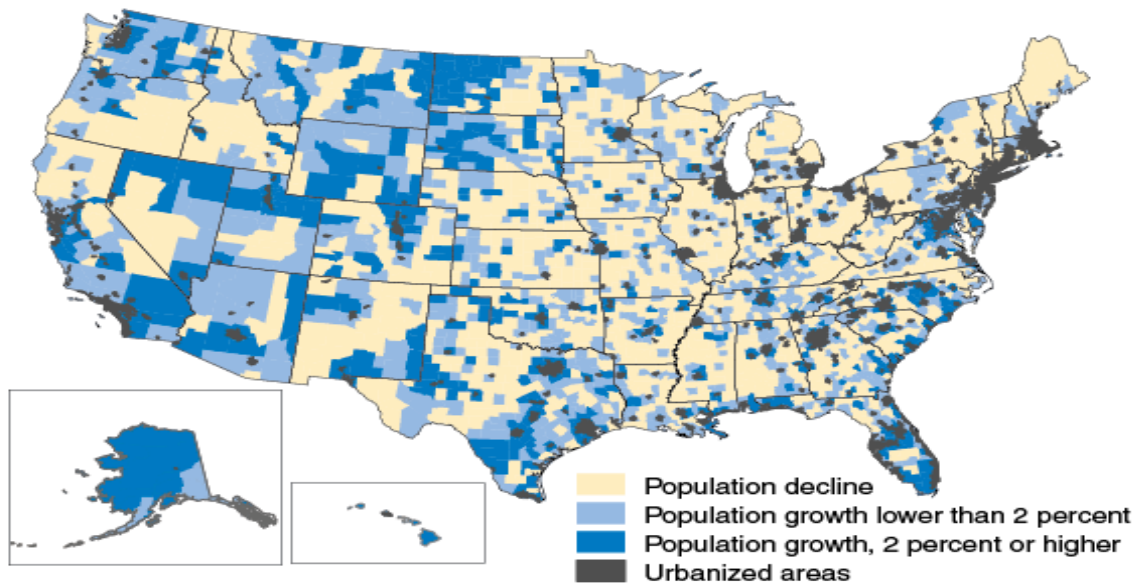 Population decline
Population growth lower than 2 percent
Population growth, 2 percent or higher
Urbanized areas